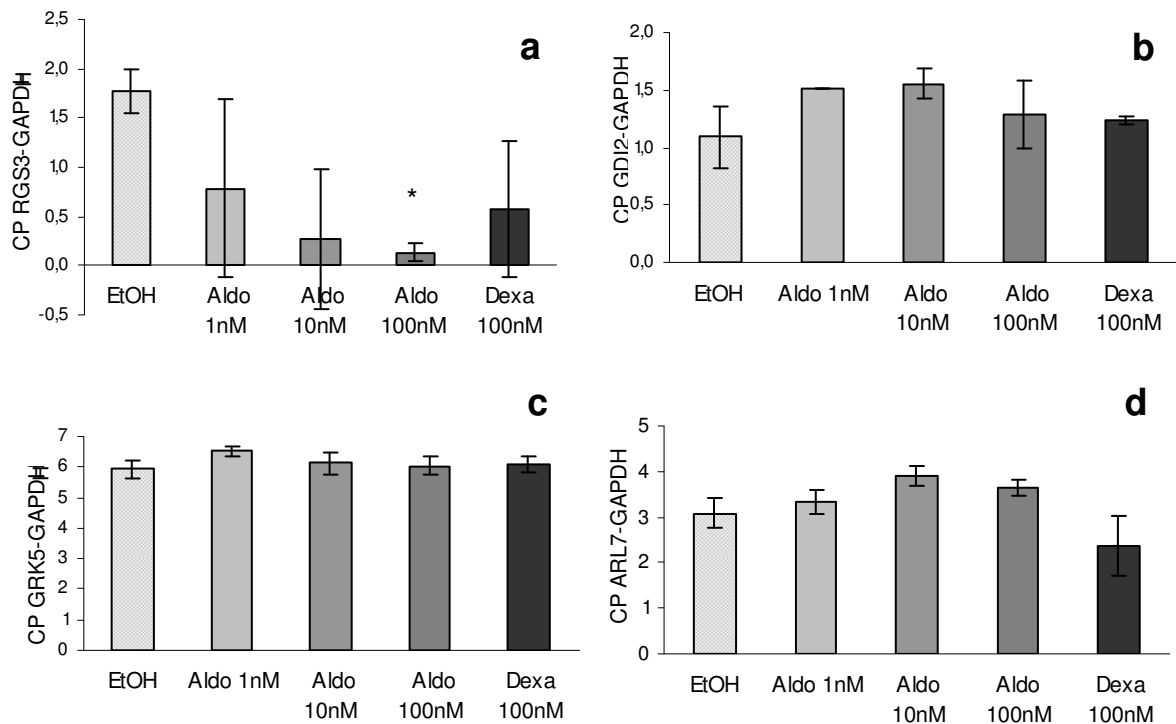 a
CP RGS3-GAPDH
2,5
2,0
1,5
1,0
0,5
0,0
-0,5
*
EtOH Aldo Aldo Aldo Dexa
1nM 10nM 100nM 100nM
b
CP GDI2-GAPDH
2,0
1,5
1,0
0,5
0,0
EtOH Aldo 1nM Aldo Aldo Dexa
10nM 100nM 100nM
c
CP GRK5-GAPDH
7
6
5
4
3
2
1
0
EtOH Aldo 1nM Aldo Aldo Dexa
10nM 100nM 100nM
d
CP ARL7-GAPDH
5
4
3
2
1
0
EtOH Aldo 1nM Aldo Aldo Dexa
10nM 100nM 100nM